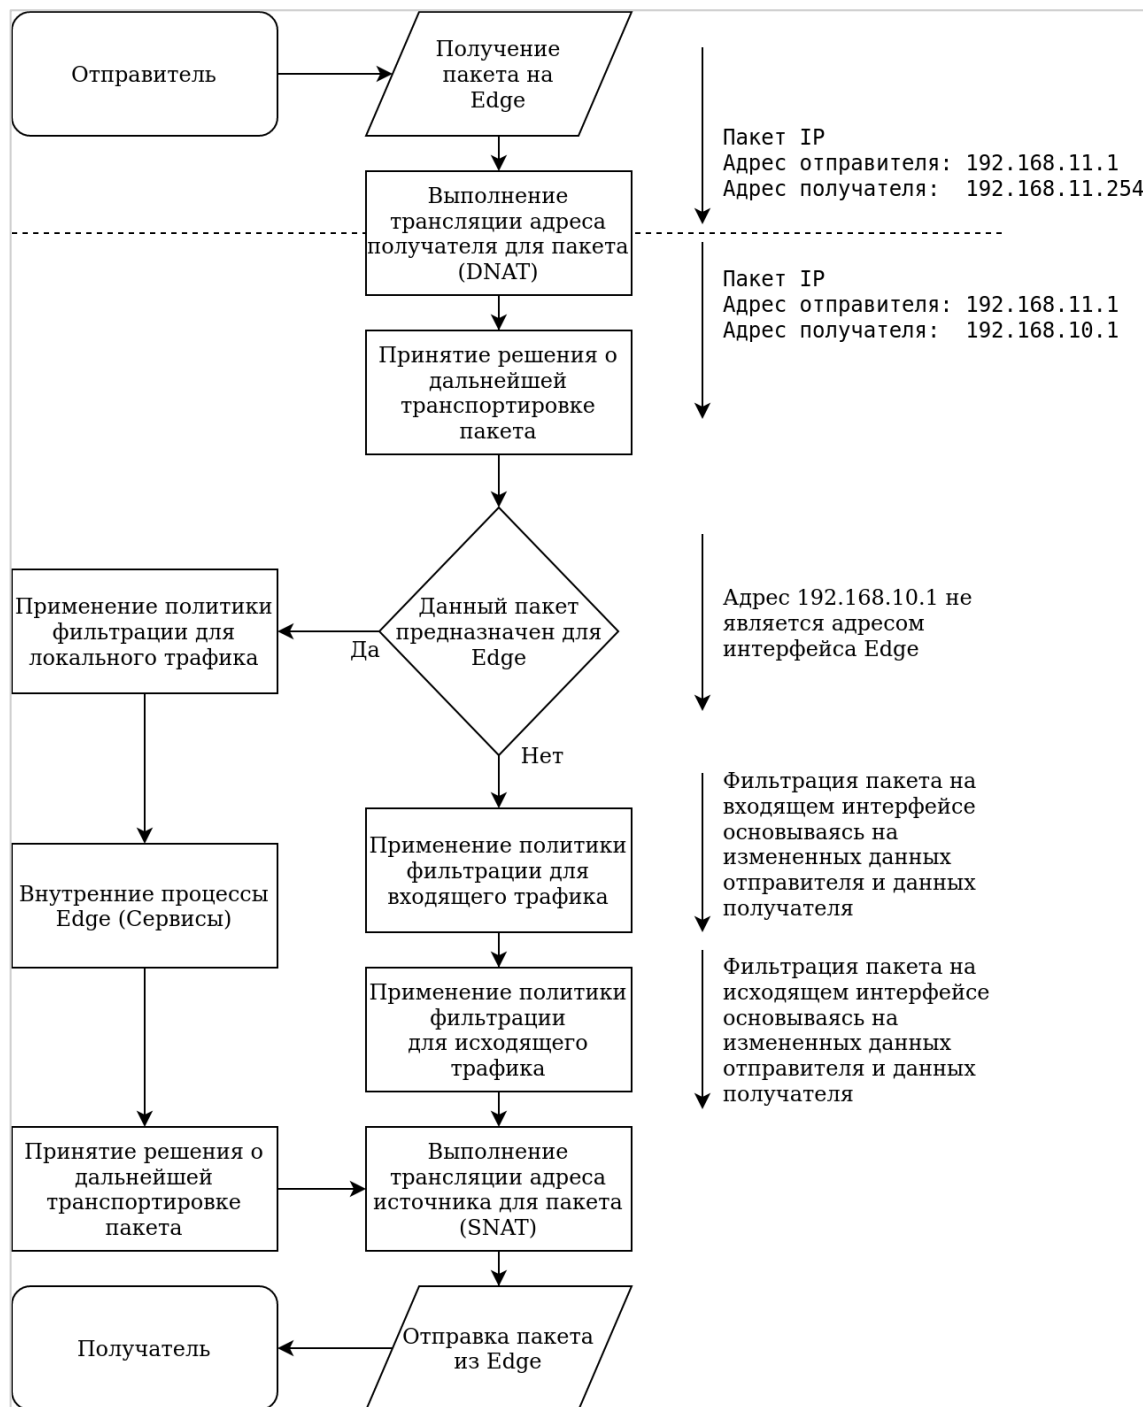 Отправитель
Получение
пакета на
Edge
Пакет IP
Адрес отправителя: 192.168.11.1
Адрес получателя:  192.168.11.254
Выполнение
трансляции адреса
получателя для пакета
(DNAT)
Пакет IP
Адрес отправителя: 192.168.11.1
Адрес получателя:  192.168.10.1
Принятие решения о
дальнейшей
транспортировке
пакета
Применение политики
фильтрации для
локального трафика
Да
Данный пакет
предназначен для
Edge
Адрес 192.168.10.1 не
является адресом
интерфейса Edge
Нет
Внутренние процессы
Edge (Сервисы)
Применение политики
фильтрации для
входящего трафика
Фильтрация пакета на
входящем интерфейсе
основываясь на
измененных данных
отправителя и данных
получателя
Применение политики
фильтрации
для исходящего
трафика
Фильтрация пакета на
исходящем интерфейсе
основываясь на
измененных данных
отправителя и данных
получателя
Принятие решения о
дальнейшей
транспортировке
пакета
Выполнение
трансляции адреса
источника для пакета
(SNAT)
Получатель
Отправка пакета
из Edge